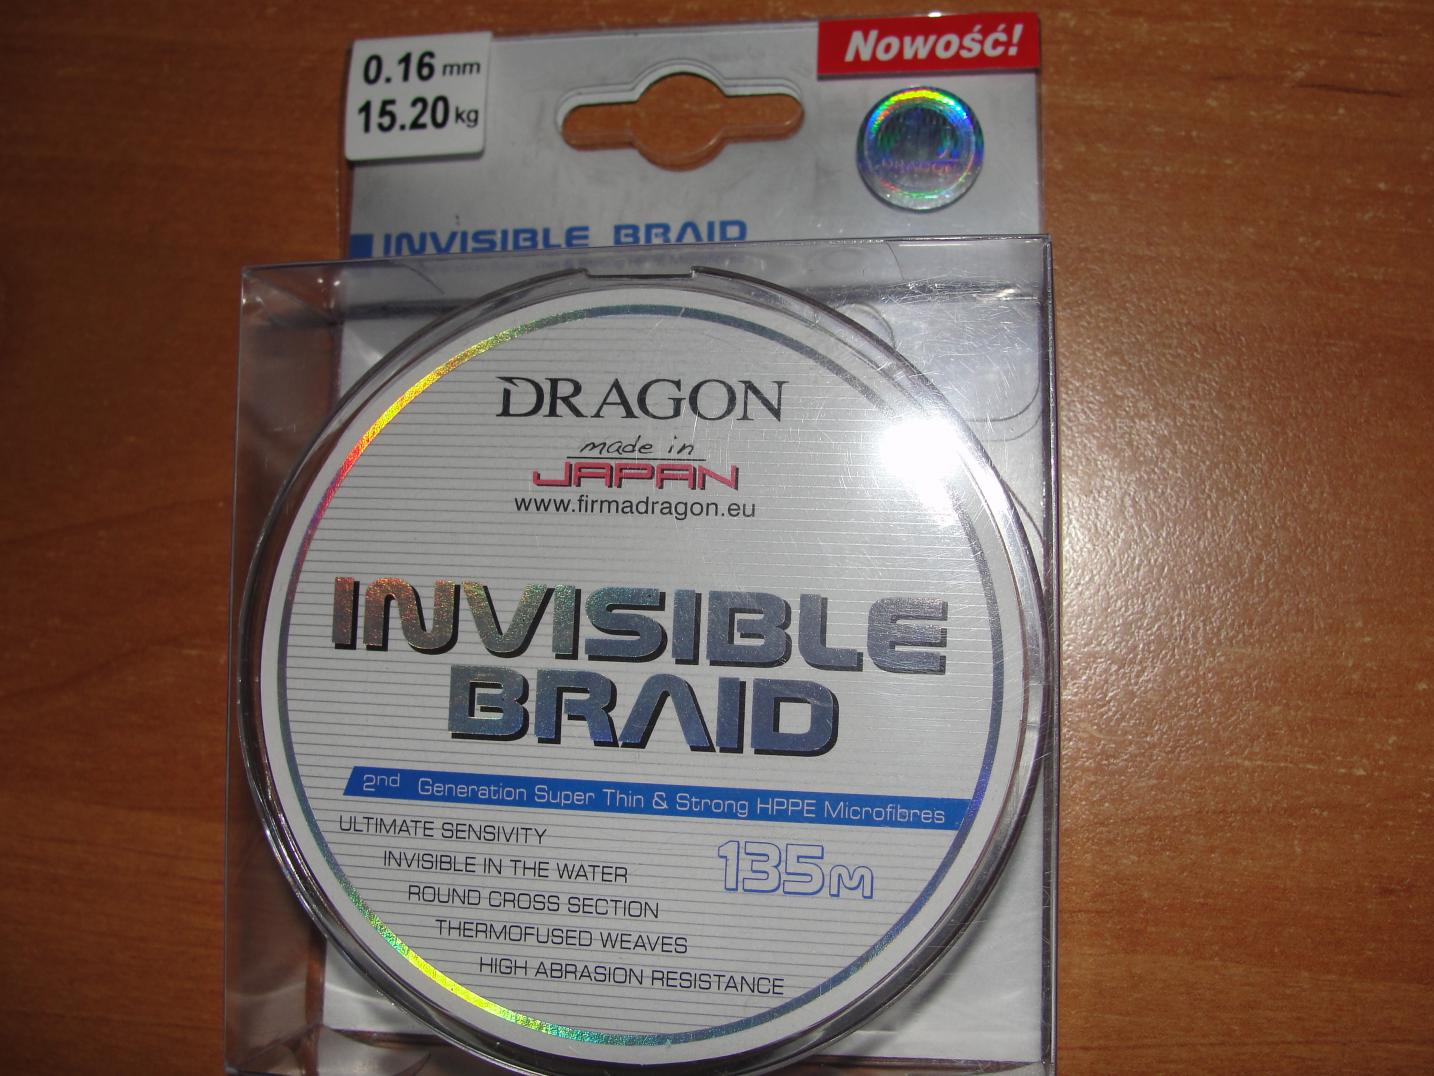 0.16 mm
15.20 kg
Nowość!
DRAGON
INVISIBLE BRAID
DRAGON
made in
JAPAN
www.firmadragon.eu
INVISIBLE
BRAID
2nd Generation Super Thin & Strong HPPE Microfibres
ULTIMATE SENSIVITY
135M
INVISIBLE IN THE WATER
ROUND CROSS SECTION
THERMOFUSED WEAVES
HIGH ABRASION RESISTANCE